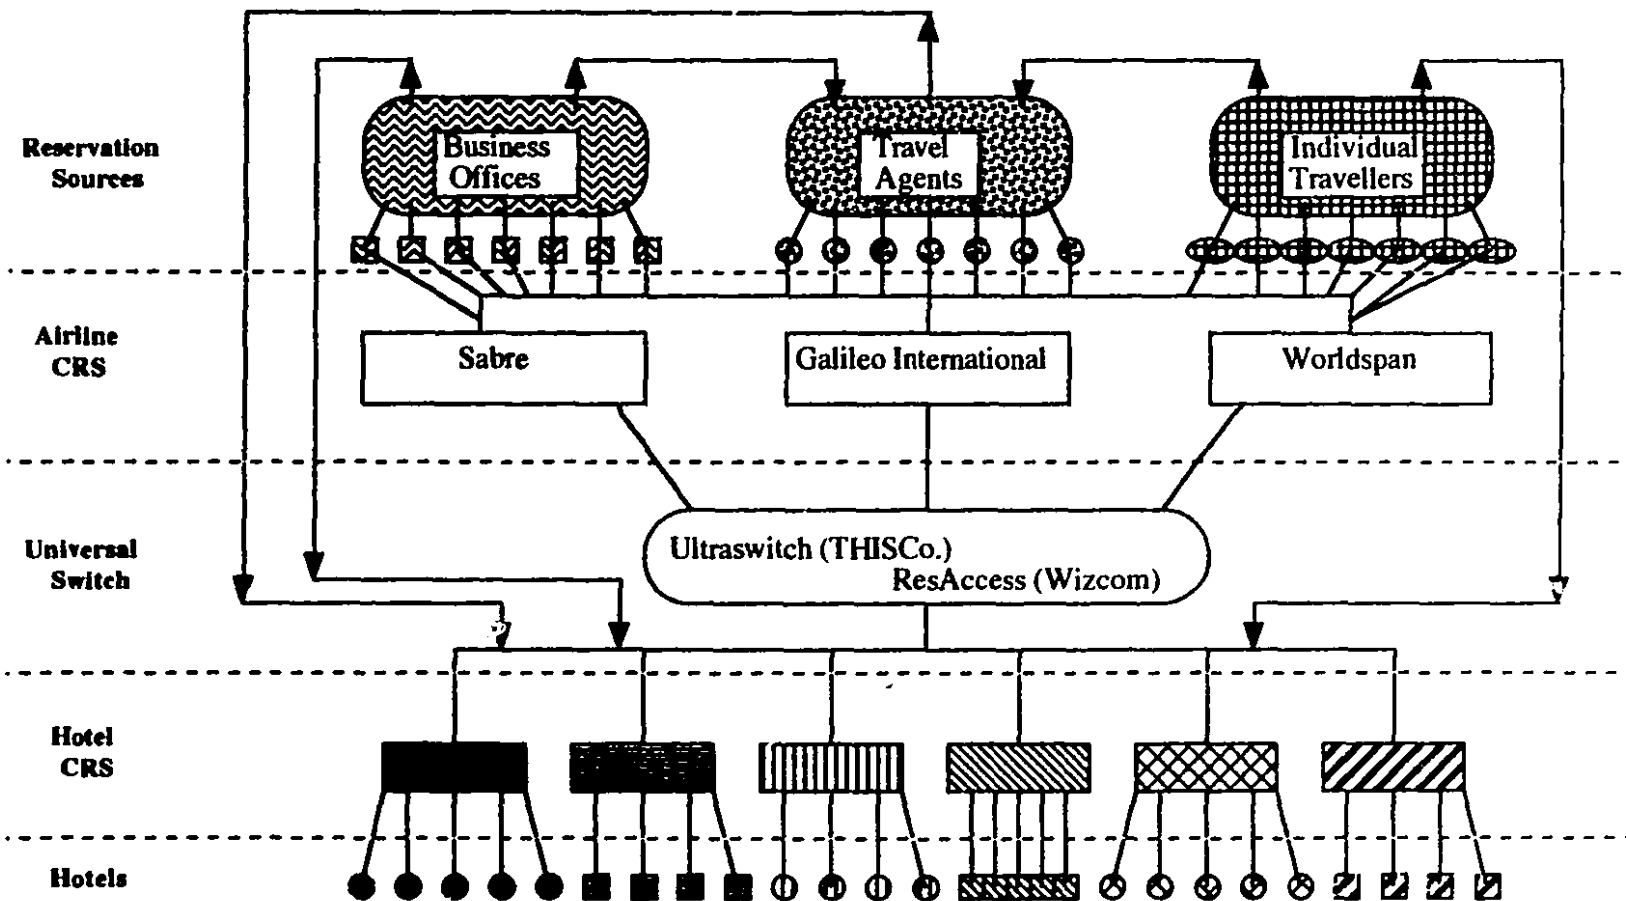 Reservation
Sources
Business
Offices
Travel
Agents
Individual
Travellers
Airline
CRS
Sabre
Galileo International
Worldspan
Universal
Switch
Ultraswitch (THISCo.)
ResAccess (Wizcom)
Hotel
CRS
Hotels